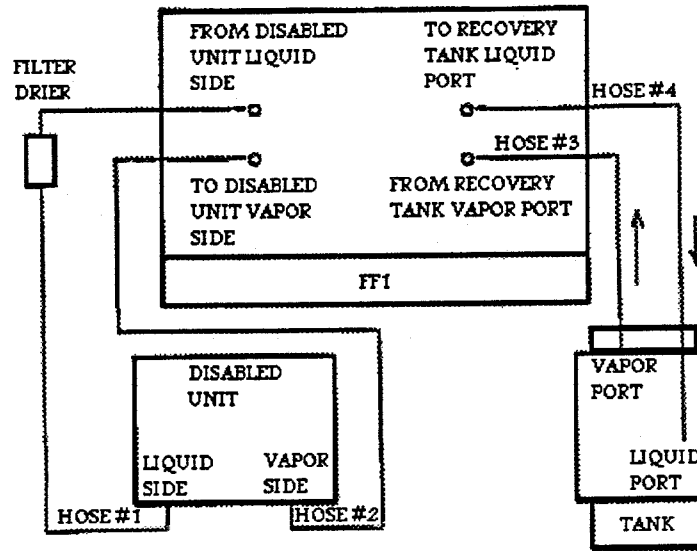 FROM DISABLED
UNIT LIQUID
SIDE
TO RECOVERY
TANK LIQUID
PORT
FILTER
DRIER
HOSE #4
HOSE #3
TO DISABLED
UNIT VAPOR
SIDE
FROM RECOVERY
TANK VAPOR PORT
FF1
DISABLED
UNIT
VAPOR
PORT
LIQUID
SIDE
VAPOR
SIDE
LIQUID
PORT
HOSE #1
HOSE #2
TANK